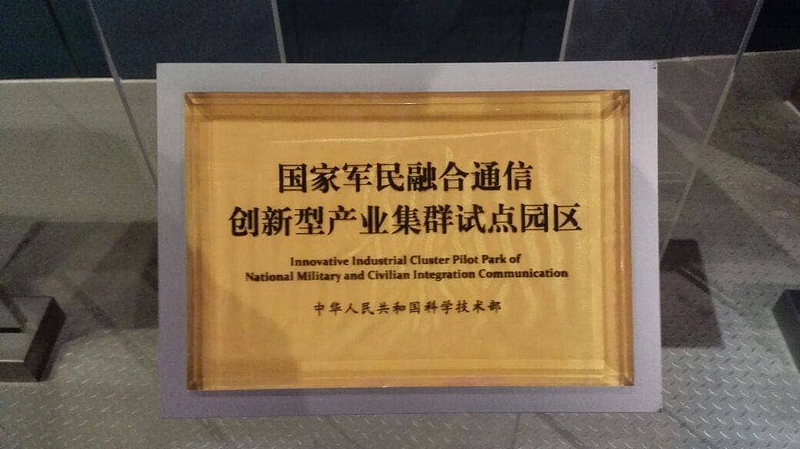 国家军民融合通信
创新型产业集群试点园区
Innovative Industrial Cluster Pilot Park of
National Military and Civilian Integration Communication
中华人民共和国科学技术部